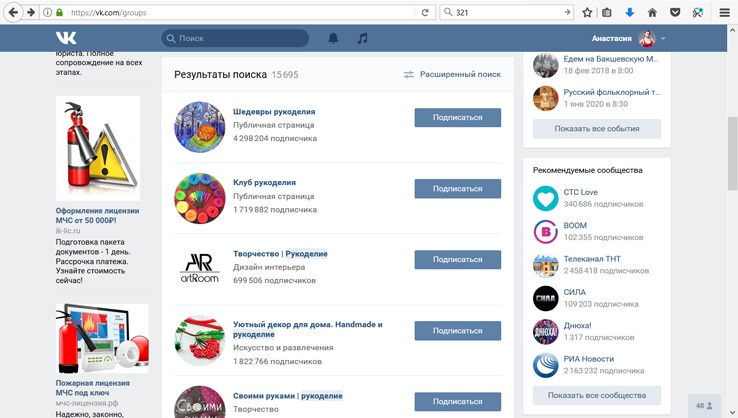 https://vk.com/groups
321
Поиск
Анастасия
юриста. Полное
сопровождение на всех
этапах.
Оформление лицензии
МЧС от 50 000₽!
ik-lic.ru
Подготовка пакета
документов - 1 день.
Рассрочка платежа.
Узнайте стоимость
сейчас!
Пожарная лицензия
МЧС под ключ
мчс-лицензия.рф
Надежно, законно,
Результаты поиска 15 695
Расширенный поиск
Шедевры рукоделия
Публичная страница
4 298 204 подписчика
Подписаться
Клуб рукоделия
Публичная страница
1 719 882 подписчика
Подписаться
artRoom
Творчество | Рукоделие
Дизайн интерьера
699 506 подписчиков
Подписаться
Уютный декор для дома. Handmade и
рукоделие
Искусство и развлечения
1 822 766 подписчиков
Подписаться
Своими
Своими руками | рукоделие
Творчество
Подписаться
Едем на Бакшевскую М...
18 фев 2018 в 8:00
Русский фольклорный т...
1 янв 2020 в 8:30
Показать все события
Рекомендуемые сообщества
СТС Love
340 686 подписчиков
BOOM
102 355 подписчиков
Телеканал ТНТ
2 458 418 подписчиков
СИЛА
СИЛА
109 203 подписчика
ДНЮХА!
Днюха!
1 317 подписчиков
РИА Новости
2 163 232 подписчика
Показать все сообщества
48